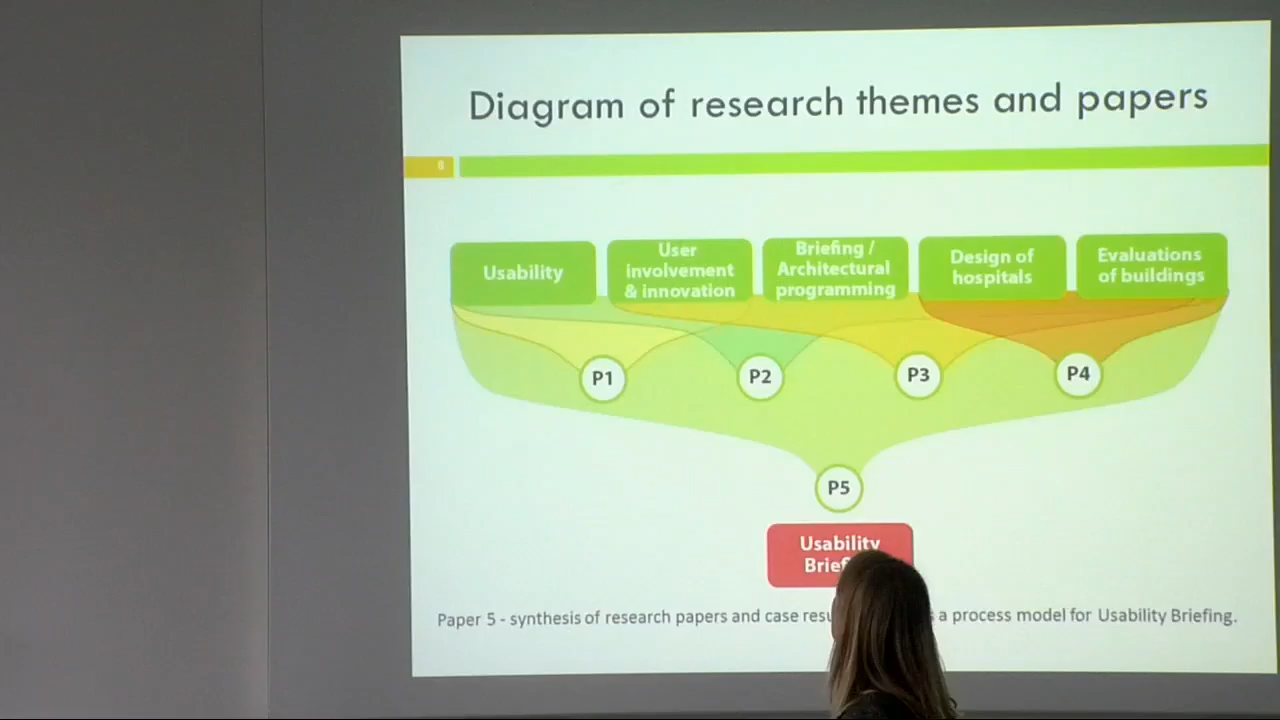 Diagram of research themes and papers
8
Usability
User
involvement
& innovation
Briefing /
Architectural
programming
Design of
hospitals
Evaluations
of buildings
P1
P2
P3
P4
P5
Usability
Paper 5 - synthesis of research papers and case a process model for Usability Briefing.